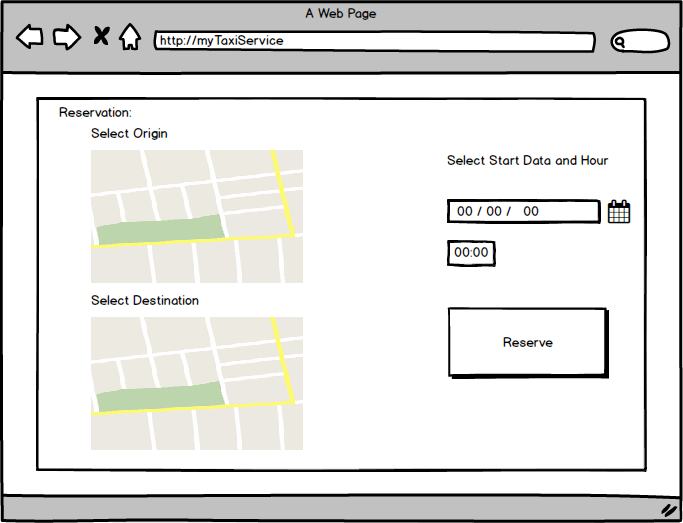 A Web Page
http://myTaxiService
Reservation:
Select Origin
Select Start Data and Hour
00 / 00 / 00
00:00
Select Destination
Reserve